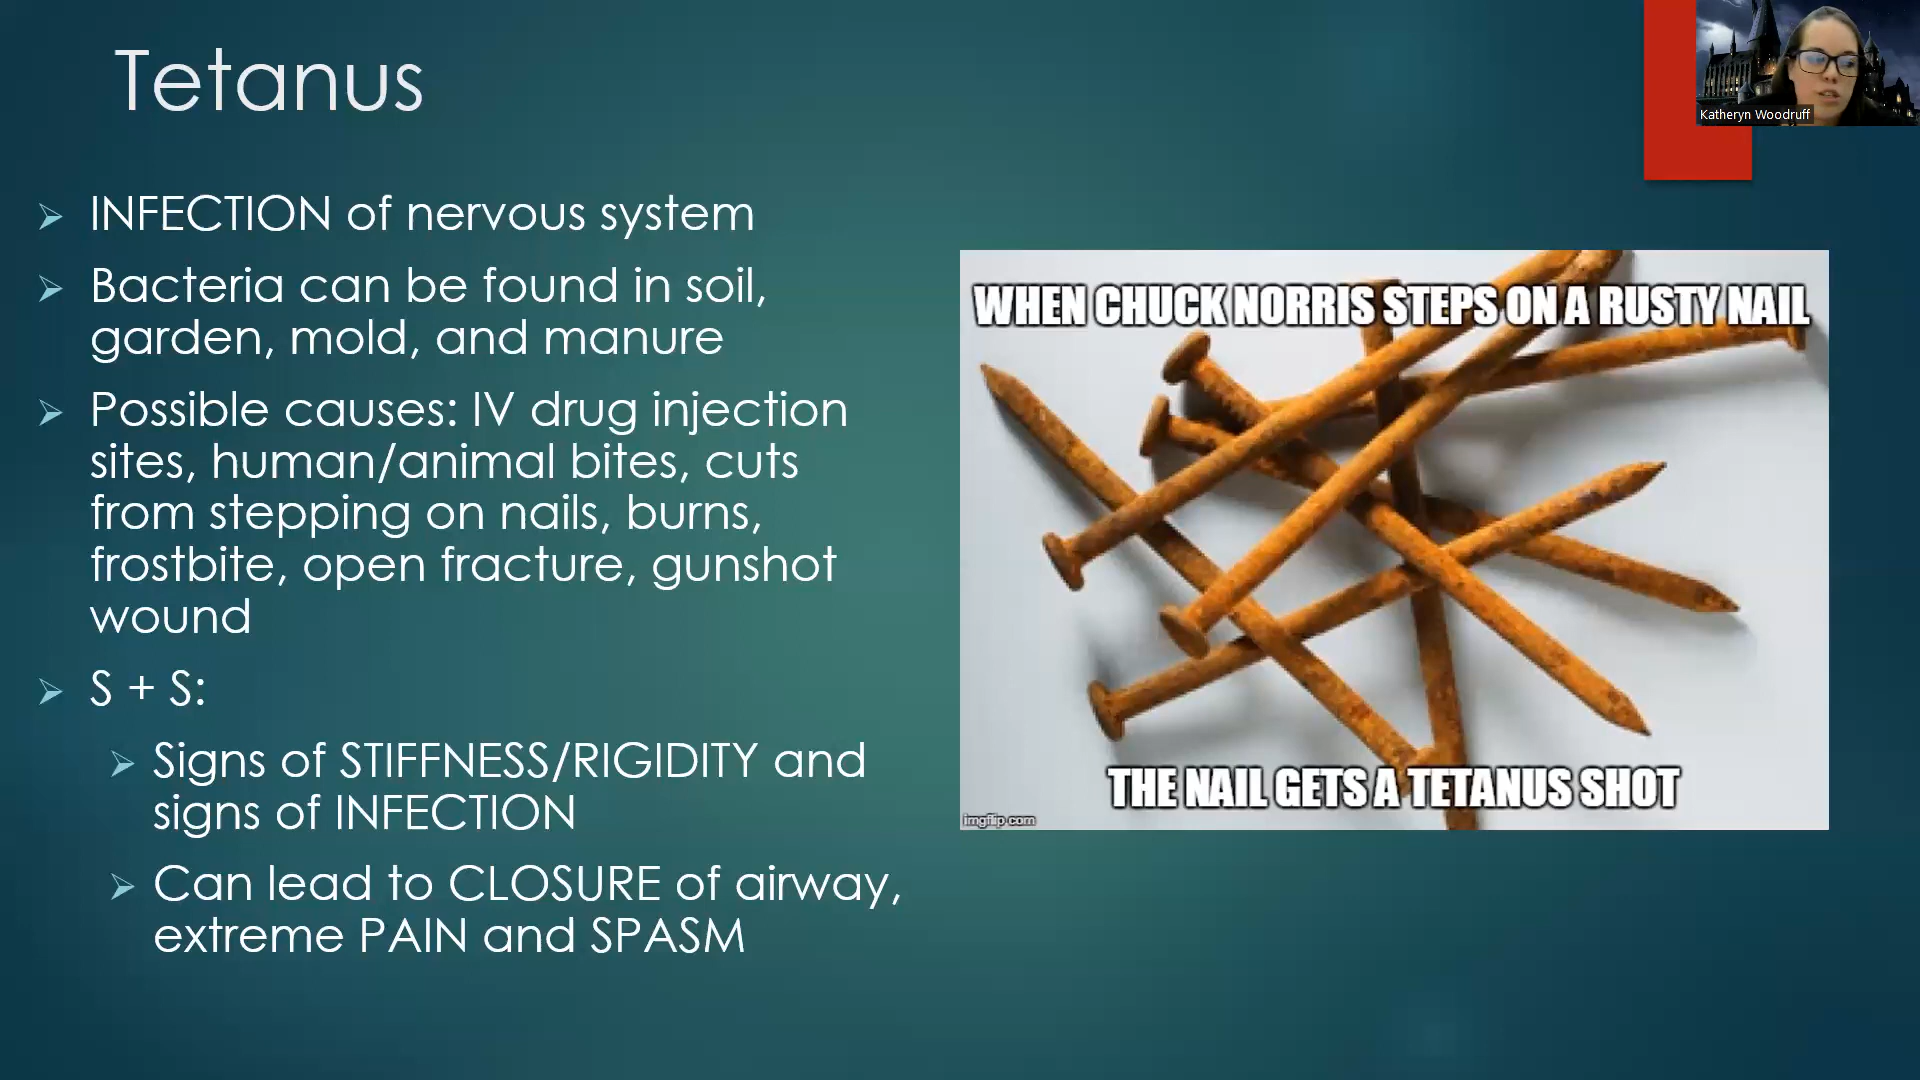 Tetanus
Katheryn Woodruff
INFECTION of nervous system
Bacteria can be found in soil,
garden, mold, and manure
Possible causes: IV drug injection
sites, human/animal bites, cuts
from stepping on nails, burns,
frostbite, open fracture, gunshot
wound
S + S:
Signs of STIFFNESS/RIGIDITY and
signs of INFECTION
Can lead to CLOSURE of airway,
extreme PAIN and SPASM
WHEN CHUCK NORRIS STEPS ON A RUSTY NAIL
THE NAIL GETS A TETANUS SHOT
imgflip.com